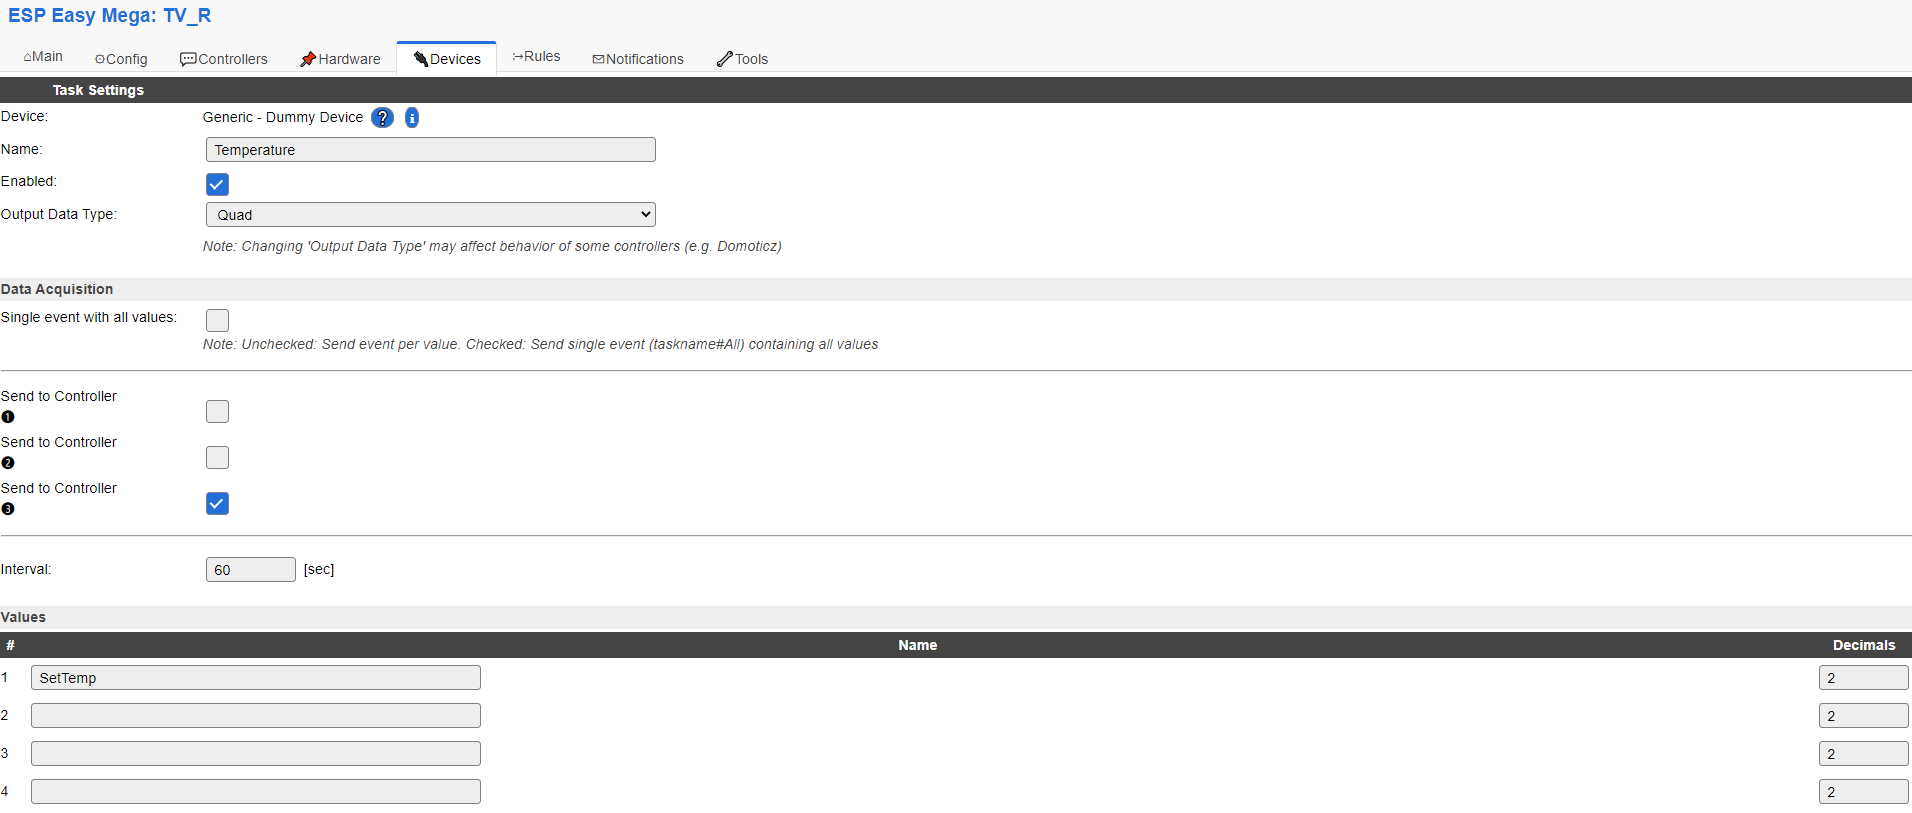 ESP Easy Mega: TV_R
⌂Main ⚙Config 💬Controllers 📌Hardware 🔌Devices Rules ✉Notifications 🔧Tools
Task Settings
Device: Generic - Dummy Device ? i
Name: Temperature
Enabled:
Output Data Type: Quad
Note: Changing 'Output Data Type' may affect behavior of some controllers (e.g. Domoticz)
Data Acquisition
Single event with all values:
Note: Unchecked: Send event per value. Checked: Send single event (taskname#All) containing all values
Send to Controller
❶
Send to Controller
❷
Send to Controller
❸
Interval: 60 [sec]
Values
# Name Decimals
1 SetTemp 2
2 2
3 2
4 2